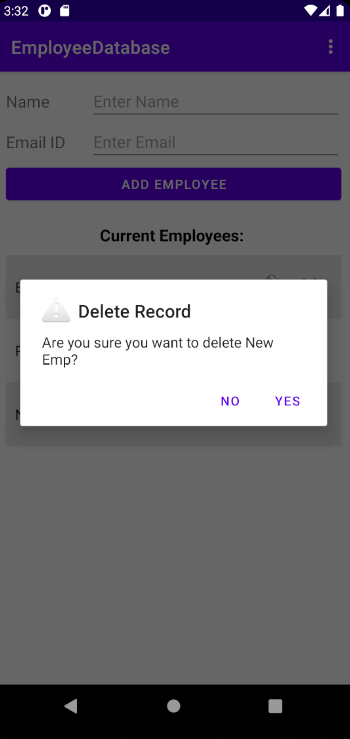 3:32
EmployeeDatabase
Name Enter Name
Email ID Enter Email
ADD EMPLOYEE
Current Employees:
Delete Record
Are you sure you want to delete New
Emp?
NO YES